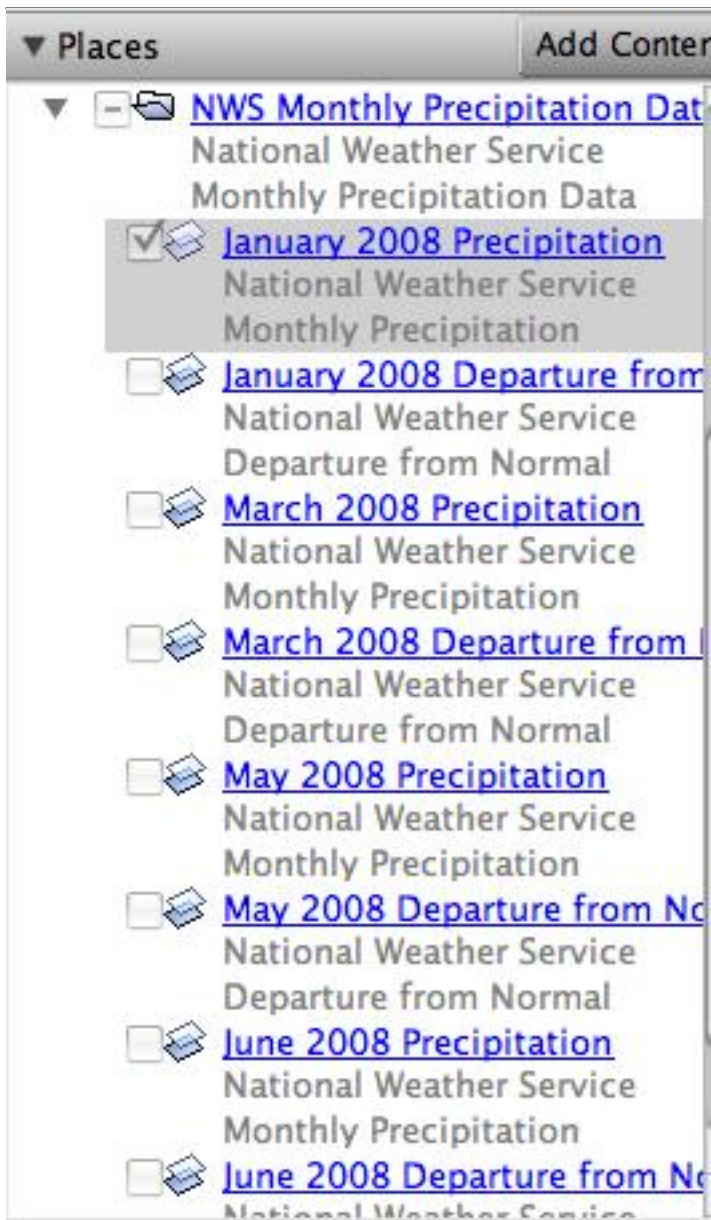 Places
Add Conter
NWS Monthly Precipitation Dat
National Weather Service
Monthly Precipitation Data
January 2008 Precipitation
National Weather Service
Monthly Precipitation
January 2008 Departure from
National Weather Service
Departure from Normal
March 2008 Precipitation
National Weather Service
Monthly Precipitation
March 2008 Departure from
National Weather Service
Departure from Normal
May 2008 Precipitation
National Weather Service
Monthly Precipitation
May 2008 Departure from No
National Weather Service
Departure from Normal
June 2008 Precipitation
National Weather Service
Monthly Precipitation
June 2008 Departure from No
National Weather Service